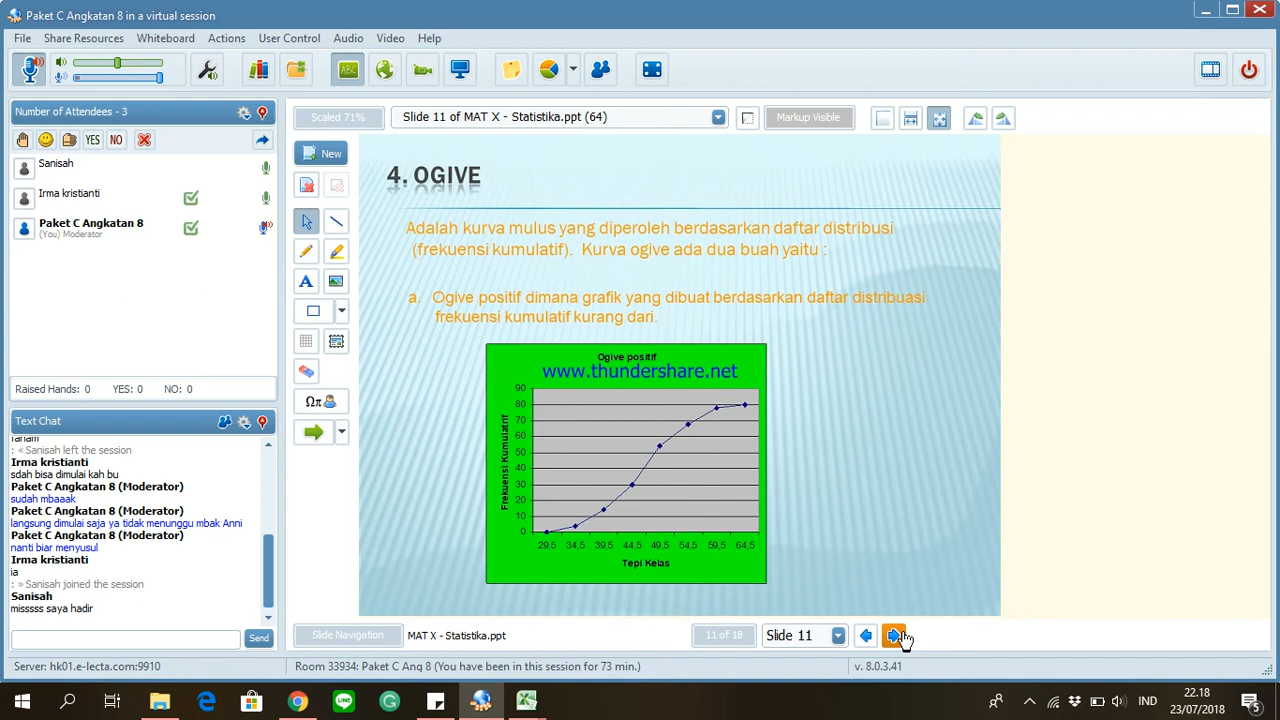 Paket C Angkatan 8 in a virtual session
File Share Resources Whiteboard Actions User Control Audio Video Help
ABC
Number of Attendees - 3
YES NO
Sanisah
Irma kristianti
Paket C Angkatan 8
(You) Moderator
Raised Hands: 0 YES: 0 NO: 0
Text Chat
: « Sanisah left the session
Irma kristianti
sdah bisa dimulai kah bu
Paket C Angkatan 8 (Moderator)
sudah mbaaak
Paket C Angkatan 8 (Moderator)
langsung dimulai saja ya tidak menunggu mbak Anni
Paket C Angkatan 8 (Moderator)
nanti biar menyusul
Irma kristianti
ia
: » Sanisah joined the session
Sanisah
misssss saya hadir
Send
Scaled 71%
Slide 11 of MAT X - Statistika.ppt (64)
Markup Visible
New
A
Ωπ
4. OGIVE
Adalah kurva mulus yang diperoleh berdasarkan daftar distribusi
(frekuensi kumulatif). Kurva ogive ada dua buah yaitu :
a. Ogive positif dimana grafik yang dibuat berdasarkan daftar distribuasi
frekuensi kumulatif kurang dari.
Ogive positif
www.thundershare.net
Frekuensi Kumulatrif
90
80
70
60
50
40
30
20
10
0
29,5 34,5 39,5 44,5 49,5 54,5 59,5 64,5
Tepi Kelas
Slide Navigation
MAT X - Statistika.ppt
11 of 18
Slide 11
Server: hk01.e-lecta.com:9910
Room 33934: Paket C Ang 8 (You have been in this session for 73 min.)
v. 8.0.3.41
IND
22.18
23/07/2018
5